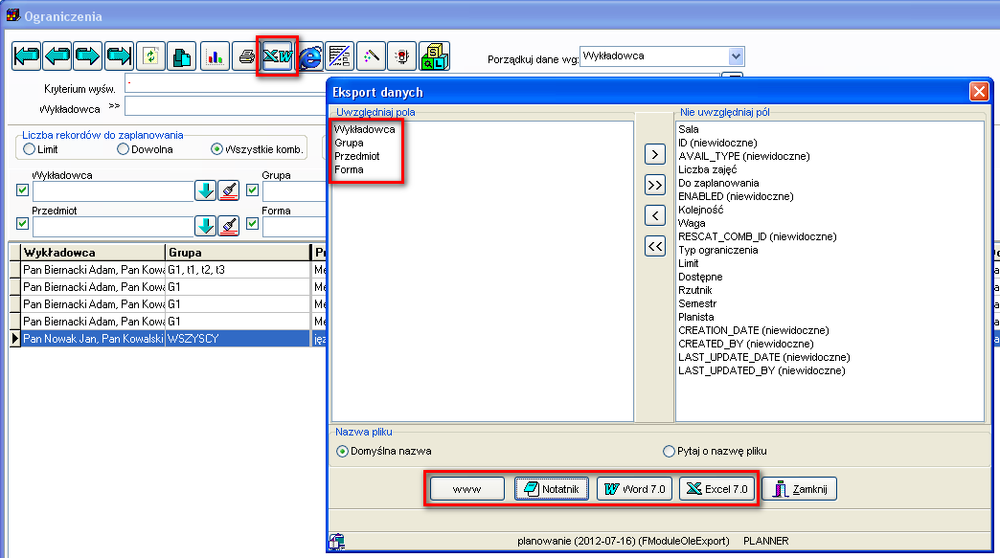 Ograniczenia
XW
SQL
Porządkuj dane wg: Wykładowca
Kryterium wyśw.
Wykładowca >>
Liczba rekordów do zaplanowania
Limit Dowolna Wszystkie komb.
Wykładowca Grupa
Przedmiot Forma
Wykładowca Grupa
Pan Biernacki Adam, Pan Kowa G1, t1, t2, t3
Pan Biernacki Adam, Pan Kowa G1
Pan Biernacki Adam, Pan Kowa G1
Pan Biernacki Adam, Pan Kowa G1
Pan Nowak Jan, Pan Kowalski WSZYSCY
Eksport danych
Uwzględniaj pola
Wykładowca
Grupa
Przedmiot
Forma
>
>>
<
<<
Nie uwzględniaj pól
Sala
ID (niewidoczne)
AVAIL_TYPE (niewidoczne)
Liczba zajęć
Do zaplanowania
ENABLED (niewidoczne)
Kolejność
Waga
RESCAT_COMB_ID (niewidoczne)
Typ ograniczenia
Limit
Dostępne
Rzutnik
Semestr
Planista
CREATION_DATE (niewidoczne)
CREATED_BY (niewidoczne)
LAST_UPDATE_DATE (niewidoczne)
LAST_UPDATED_BY (niewidoczne)
Nazwa pliku
Domyślna nazwa Pytaj o nazwę pliku
www Notatnik Word 7.0 Excel 7.0 Zamknij
planowanie (2012-07-16) (FModuleOleExport) PLANNER